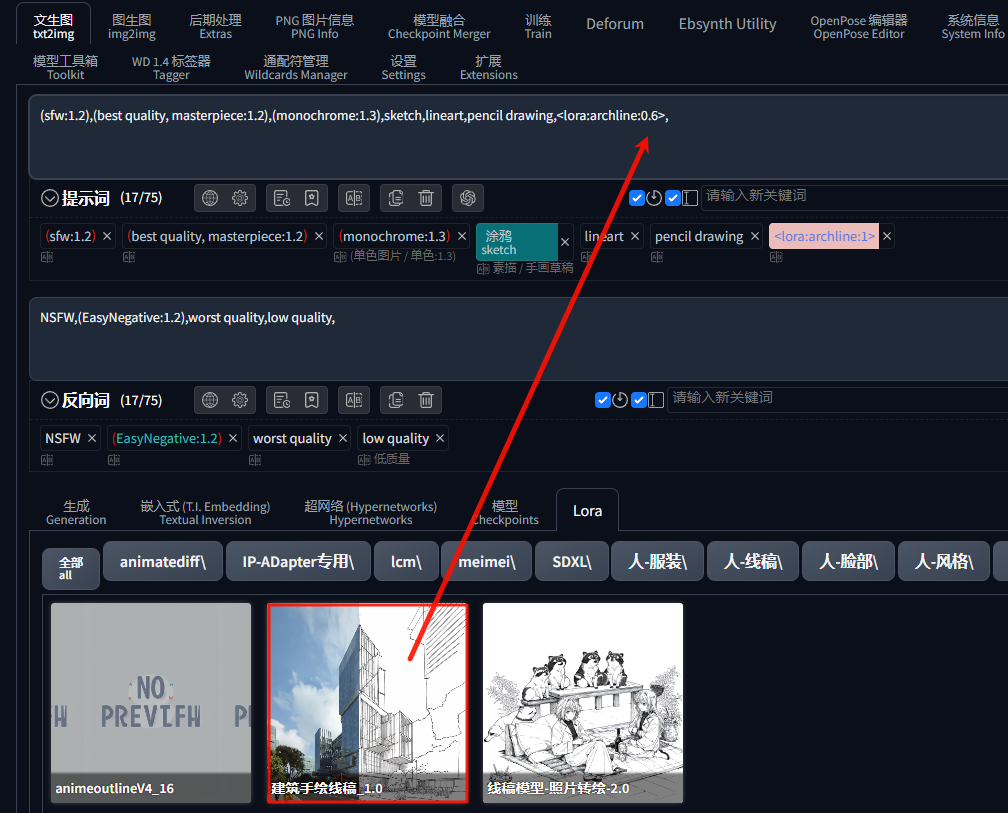 文生图 图生图 后期处理 PNG 图片信息 模型融合 训练 Deforum Ebsynth Utility OpenPose 编辑器 系统信息
txt2img img2img Extras PNG Info Checkpoint Merger Train OpenPose Editor System Info
模型工具箱 WD 1.4 标签器 通配符管理 设置 扩展
Toolkit Tagger Wildcards Manager Settings Extensions
(sfw:1.2),(best quality, masterpiece:1.2),(monochrome:1.3),sketch,lineart,pencil drawing,<lora:archline:0.6>,
提示词 (17/75) 请输入新关键词
(sfw:1.2) × (best quality, masterpiece:1.2) × (monochrome:1.3) × 涂鸦 sketch × lineart × pencil drawing × <lora:archline:1> ×
(单色图片 / 单色:1.3) 素描 / 手画草稿
NSFW,(EasyNegative:1.2),worst quality,low quality,
反向词 (17/75) 请输入新关键词
NSFW × (EasyNegative:1.2) × worst quality × low quality ×
低质量
生成 嵌入式 (T.I. Embedding) 超网络 (Hypernetworks) 模型 Lora
Generation Textual Inversion Hypernetworks Checkpoints
全部 animatediff\ IP-ADapter专用\ lcm\ meimei\ SDXL\ 人-服装\ 人-线稿\ 人-脸部\ 人-风格\
all
NO
animeoutlineV4_16 建筑手绘线稿_1.0 线稿模型-照片转绘-2.0